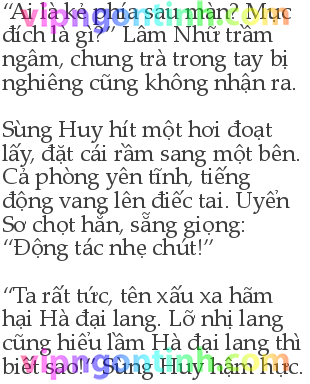 “Ai là kẻ phía sau màn? Mục
đích là gì?” Lâm Nhữ trầm
ngâm, chung trà trong tay bị
nghiêng cũng không nhận ra.
Sùng Huy hít một hơi đoạt
lấy, đặt cái rầm sang một bên.
Cả phòng yên tĩnh, tiếng
động vang lên điếc tai. Uyển
Sơ chọt hắn, sẵng giọng:
“Động tác nhẹ chút!”
“Ta rất tức, tên xấu xa hãm
hại Hà đại lang. Lỡ nhị lang
cũng hiểu lầm Hà đại lang thì
biết sao!” Sùng Huy hậm hực.
vipngontinh.com
vipngontinh.com